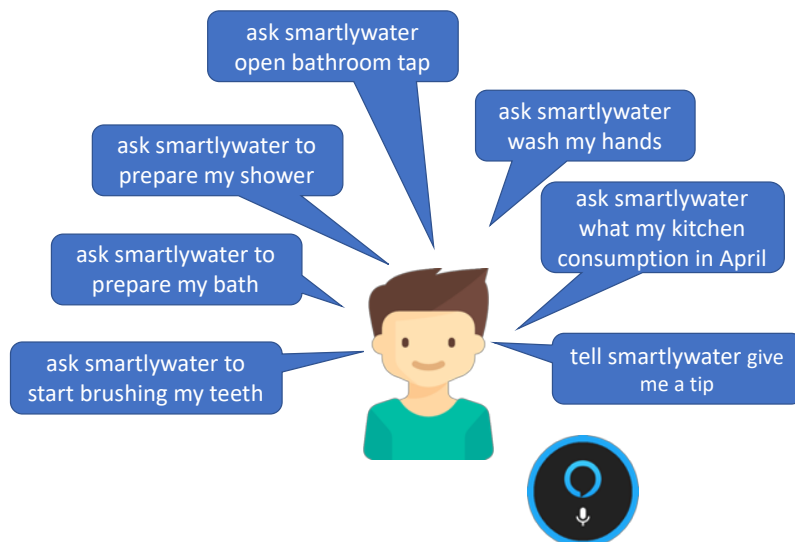 ask smartlywater
open bathroom tap
ask smartlywater
wash my hands
ask smartlywater to
prepare my shower
ask smartlywater
what my kitchen
consumption in April
ask smartlywater to
prepare my bath
ask smartlywater to
start brushing my teeth
tell smartlywater give
me a tip